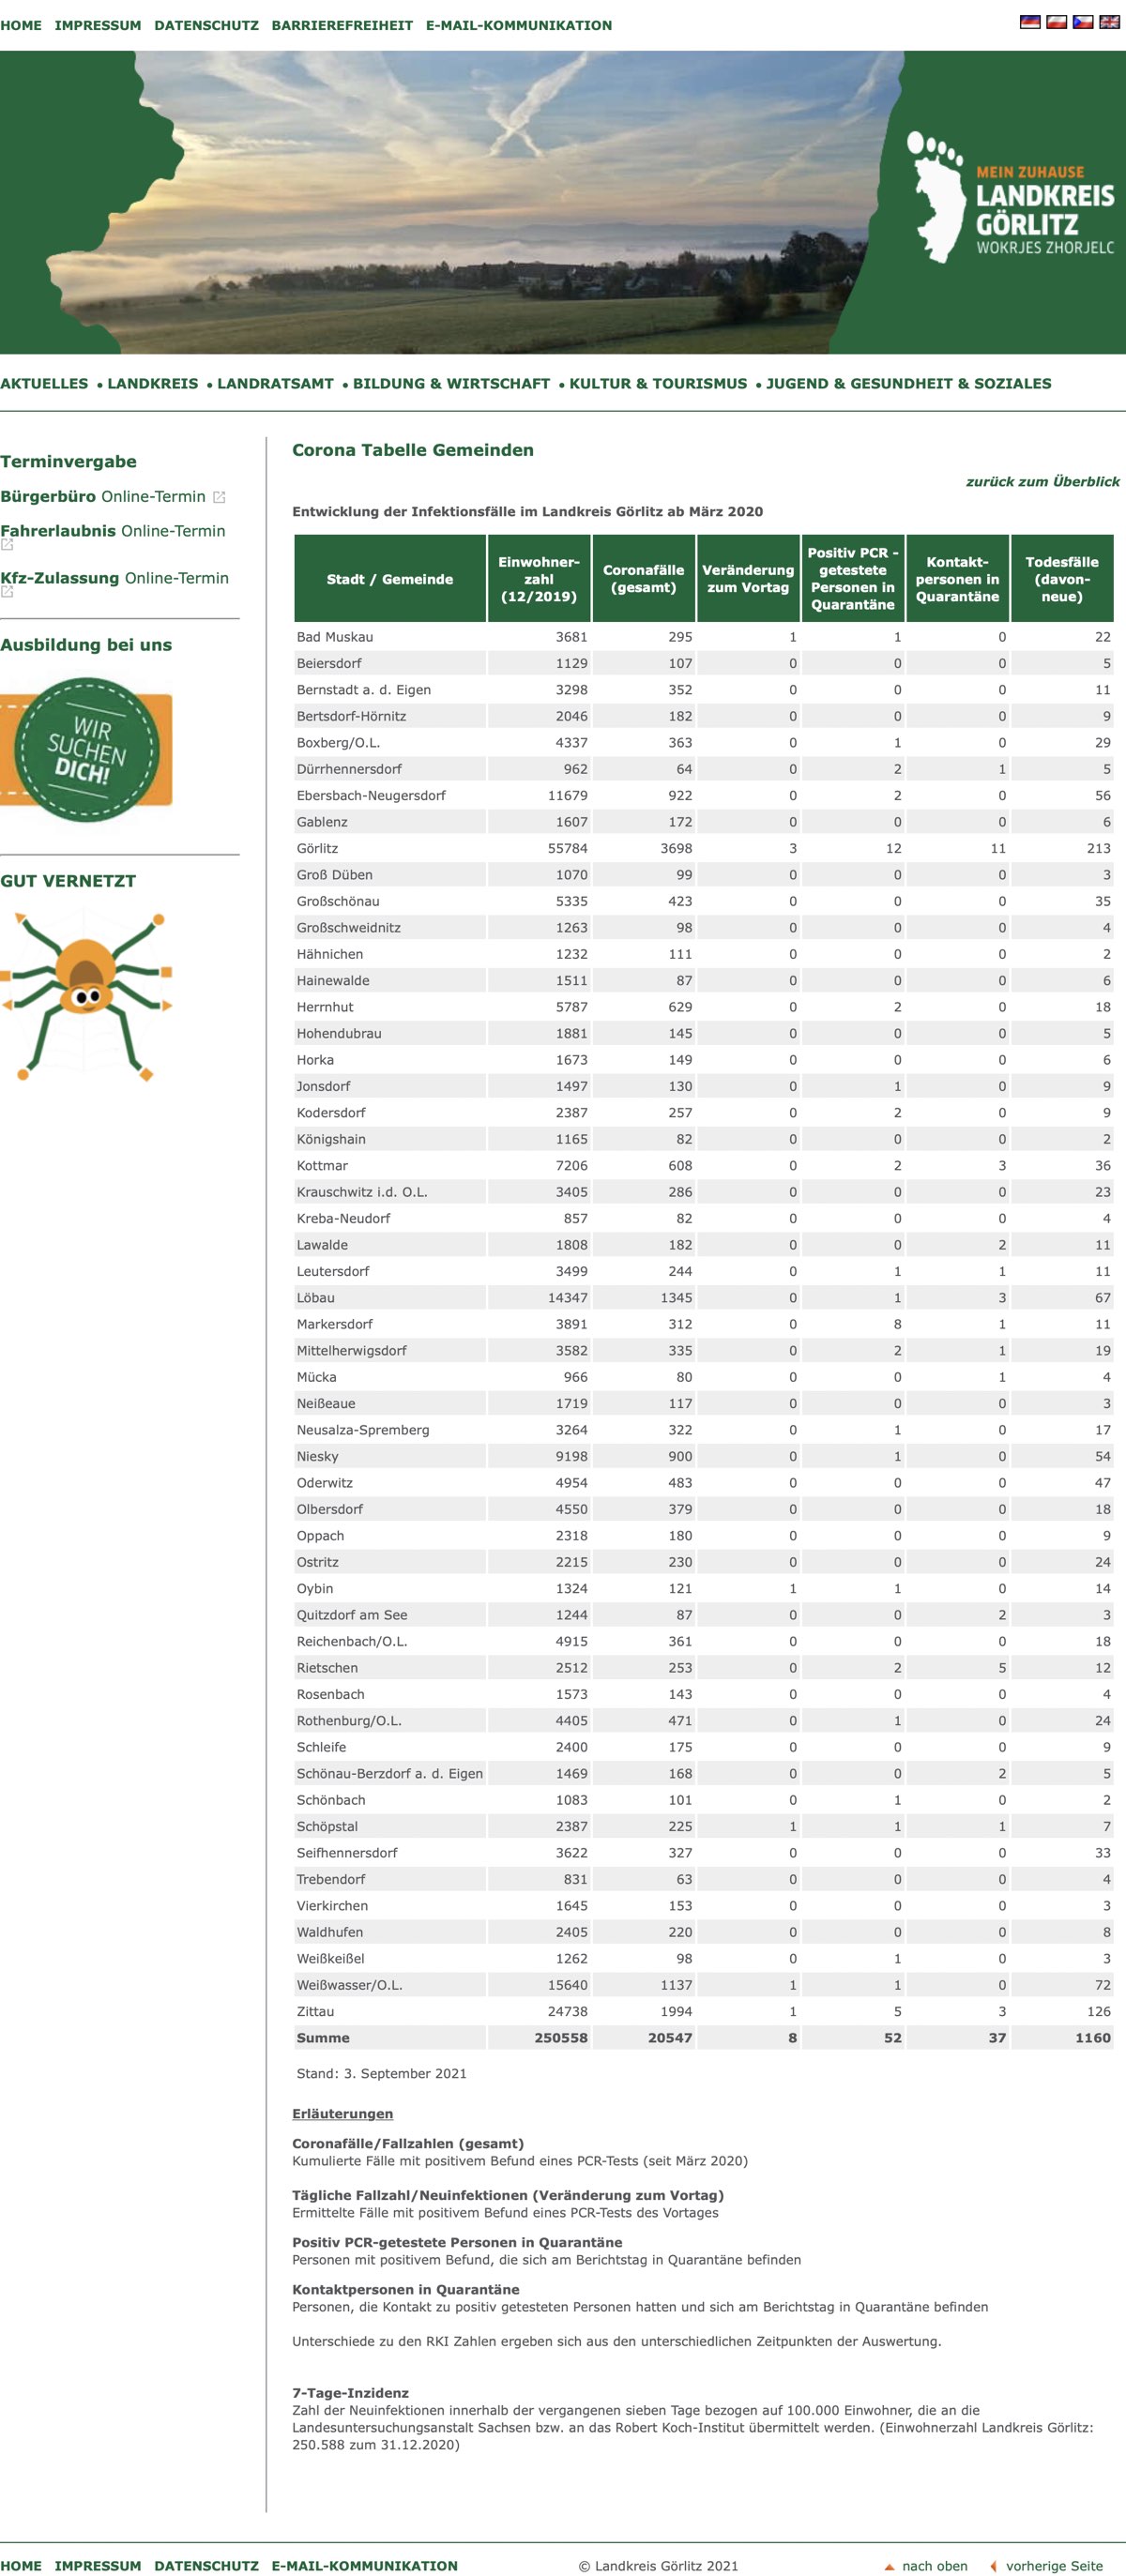 HOME IMPRESSUM DATENSCHUTZ BARRIEREFREIHEIT E-MAIL-KOMMUNIKATION
MEIN ZUHAUSE
LANDKREIS
GÖRLITZ
WOKRJES ZHORJELC
AKTUELLES • LANDKREIS • LANDRATSAMT • BILDUNG & WIRTSCHAFT • KULTUR & TOURISMUS • JUGEND & GESUNDHEIT & SOZIALES
Terminvergabe
Bürgerbüro Online-Termin
Fahrerlaubnis Online-Termin
Kfz-Zulassung Online-Termin
Ausbildung bei uns
WIR
SUCHEN
DICH!
GUT VERNETZT
Corona Tabelle Gemeinden
zurück zum Überblick
Entwicklung der Infektionsfälle im Landkreis Görlitz ab März 2020
Stadt / Gemeinde Einwohner-zahl (12/2019) Coronafälle (gesamt) Veränderung zum Vortag Positiv PCR - getestete Personen in Quarantäne Kontakt-personen in Quarantäne Todesfälle (davon-neue)
Bad Muskau 3681 295 1 1 0 22
Beiersdorf 1129 107 0 0 0 5
Bernstadt a. d. Eigen 3298 352 0 0 0 11
Bertsdorf-Hörnitz 2046 182 0 0 0 9
Boxberg/O.L. 4337 363 0 1 0 29
Dürrhennersdorf 962 64 0 2 1 5
Ebersbach-Neugersdorf 11679 922 0 2 0 56
Gablenz 1607 172 0 0 0 6
Görlitz 55784 3698 3 12 11 213
Groß Düben 1070 99 0 0 0 3
Großschönau 5335 423 0 0 0 35
Großschweidnitz 1263 98 0 0 0 4
Hähnichen 1232 111 0 0 0 2
Hainewalde 1511 87 0 0 0 6
Herrnhut 5787 629 0 2 0 18
Hohendubrau 1881 145 0 0 0 5
Horka 1673 149 0 0 0 6
Jonsdorf 1497 130 0 1 0 9
Kodersdorf 2387 257 0 2 0 9
Königshain 1165 82 0 0 0 2
Kottmar 7206 608 0 2 3 36
Krauschwitz i.d. O.L. 3405 286 0 0 0 23
Kreba-Neudorf 857 82 0 0 0 4
Lawalde 1808 182 0 0 2 11
Leutersdorf 3499 244 0 1 1 11
Löbau 14347 1345 0 1 3 67
Markersdorf 3891 312 0 8 1 11
Mittelherwigsdorf 3582 335 0 2 1 19
Mücka 966 80 0 0 1 4
Neißeaue 1719 117 0 0 0 3
Neusalza-Spremberg 3264 322 0 1 0 17
Niesky 9198 900 0 1 0 54
Oderwitz 4954 483 0 0 0 47
Olbersdorf 4550 379 0 0 0 18
Oppach 2318 180 0 0 0 9
Ostritz 2215 230 0 0 0 24
Oybin 1324 121 1 1 0 14
Quitzdorf am See 1244 87 0 0 2 3
Reichenbach/O.L. 4915 361 0 0 0 18
Rietschen 2512 253 0 2 5 12
Rosenbach 1573 143 0 0 0 4
Rothenburg/O.L. 4405 471 0 1 0 24
Schleife 2400 175 0 0 0 9
Schönau-Berzdorf a. d. Eigen 1469 168 0 0 2 5
Schönbach 1083 101 0 1 0 2
Schöpstal 2387 225 1 1 1 7
Seifhennersdorf 3622 327 0 0 0 33
Trebendorf 831 63 0 0 0 4
Vierkirchen 1645 153 0 0 0 3
Waldhufen 2405 220 0 0 0 8
Weißkeißel 1262 98 0 1 0 3
Weißwasser/O.L. 15640 1137 1 1 0 72
Zittau 24738 1994 1 5 3 126
Summe 250558 20547 8 52 37 1160
Stand: 3. September 2021
Erläuterungen
Coronafälle/Fallzahlen (gesamt)
Kumulierte Fälle mit positivem Befund eines PCR-Tests (seit März 2020)
Tägliche Fallzahl/Neuinfektionen (Veränderung zum Vortag)
Ermittelte Fälle mit positivem Befund eines PCR-Tests des Vortages
Positiv PCR-getestete Personen in Quarantäne
Personen mit positivem Befund, die sich am Berichtstag in Quarantäne befinden
Kontaktpersonen in Quarantäne
Personen, die Kontakt zu positiv getesteten Personen hatten und sich am Berichtstag in Quarantäne befinden
Unterschiede zu den RKI Zahlen ergeben sich aus den unterschiedlichen Zeitpunkten der Auswertung.
7-Tage-Inzidenz
Zahl der Neuinfektionen innerhalb der vergangenen sieben Tage bezogen auf 100.000 Einwohner, die an die
Landesuntersuchungsanstalt Sachsen bzw. an das Robert Koch-Institut übermittelt werden. (Einwohnerzahl Landkreis Görlitz:
250.588 zum 31.12.2020)
HOME IMPRESSUM DATENSCHUTZ E-MAIL-KOMMUNIKATION © Landkreis Görlitz 2021 nach oben vorherige Seite